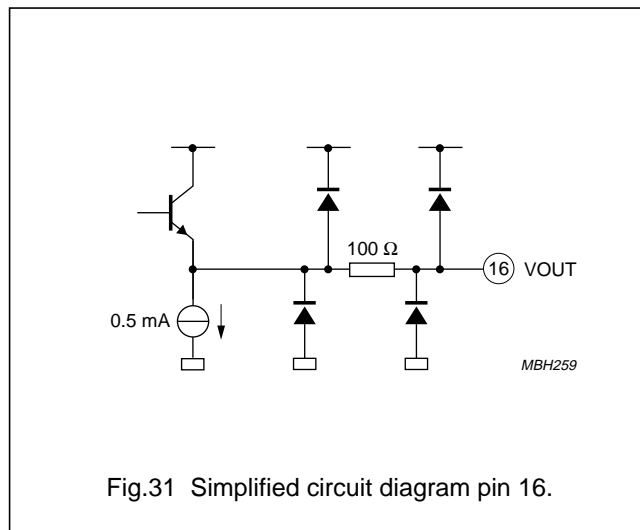 100 Ω
16 VOUT
0.5 mA
MBH259
Fig.31 Simplified circuit diagram pin 16.